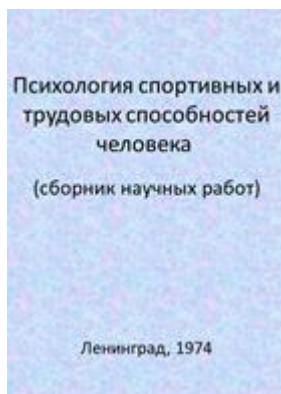 Психология спортивных и
трудовых способностей
человека
(сборник научных работ)
Ленинград, 1974